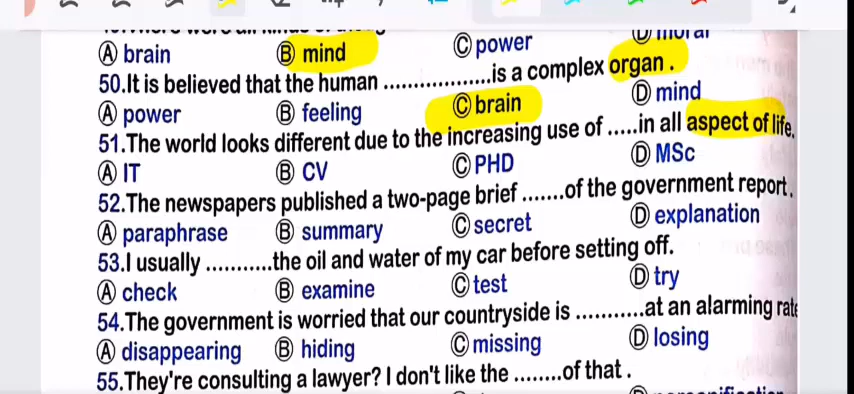 Ⓐ brain Ⓑ mind Ⓒ power Ⓓ moral
50.It is believed that the human ...................is a complex organ .
Ⓐ power Ⓑ feeling Ⓒ brain Ⓓ mind
51.The world looks different due to the increasing use of .....in all aspect of life.
Ⓐ IT Ⓑ CV Ⓒ PHD Ⓓ MSc
52.The newspapers published a two-page brief .......of the government report.
Ⓐ paraphrase Ⓑ summary Ⓒ secret Ⓓ explanation
53.I usually ...........the oil and water of my car before setting off.
Ⓐ check Ⓑ examine Ⓒ test Ⓓ try
54.The government is worried that our countryside is ...........at an alarming rate
Ⓐ disappearing Ⓑ hiding Ⓒ missing Ⓓ losing
55.They're consulting a lawyer? I don't like the ........of that .